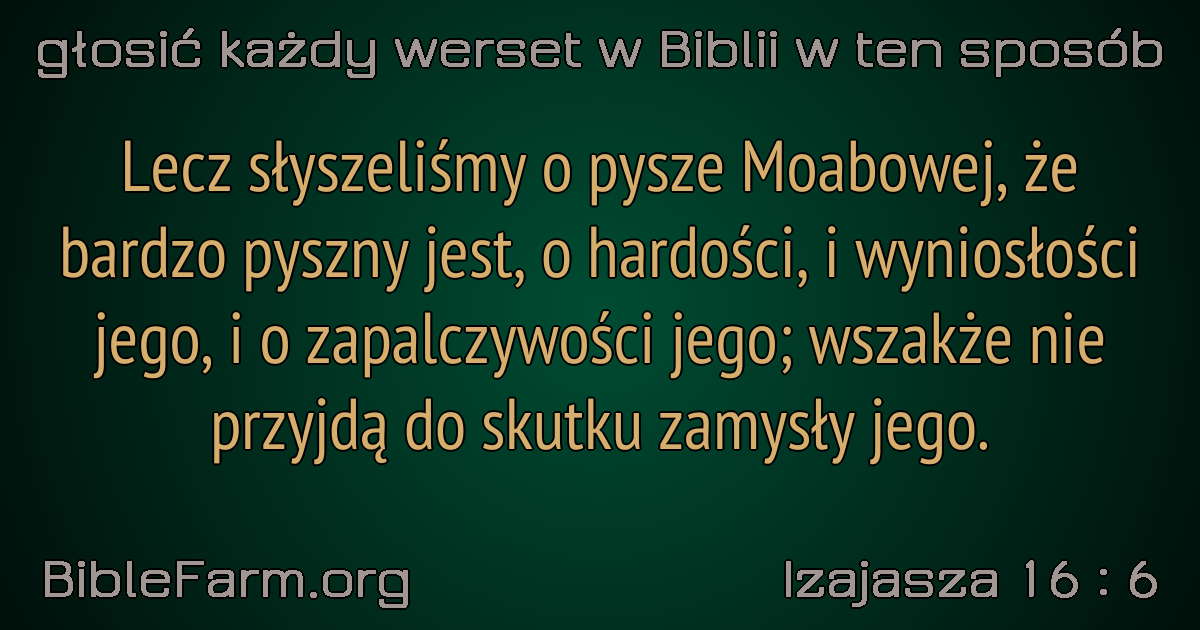 głosić każdy werset w Biblii w ten sposób
Lecz słyszeliśmy o pysze Moabowej, że
bardzo pyszny jest, o hardości, i wyniosłości
jego, i o zapalczywości jego; wszakże nie
przyjdą do skutku zamysły jego.
BibleFarm.org
Izajasza 16 : 6